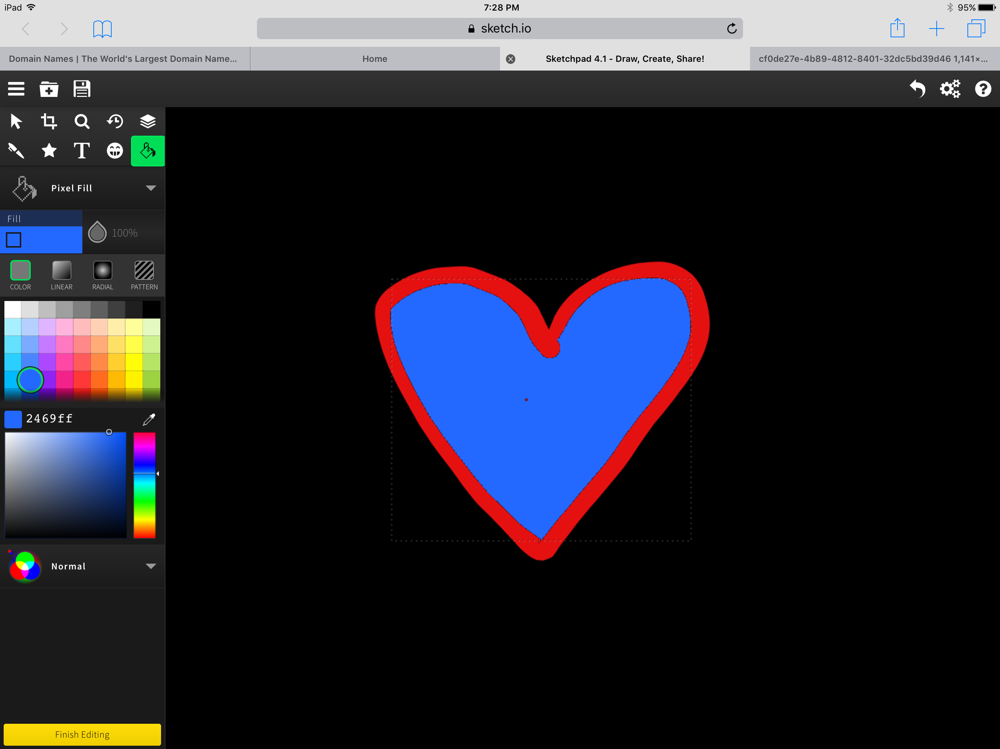 iPad 7:28 PM 95%
sketch.io
Domain Names | The World's Largest Domain Name... Home Sketchpad 4.1 - Draw, Create, Share! cf0de27e-4b89-4812-8401-32dc5bd39d46 1,141×...
T
Pixel Fill
Fill
100%
COLOR LINEAR RADIAL PATTERN
2469ff
Normal
Finish Editing